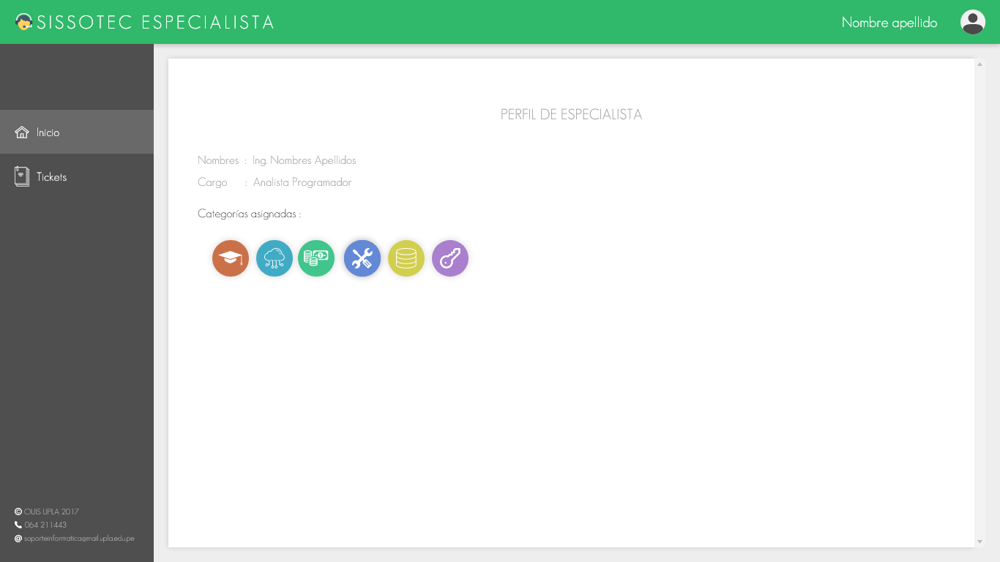 SISSOTEC ESPECIALISTA
Nombre apellido
Inicio
Tickets
PERFIL DE ESPECIALISTA
Nombres : Ing. Nombres Apellidos
Cargo : Analista Programador
Categorías asignadas :
© OUIS UPLA 2017
064 211443
@ soporteinformatica@mail.upla.edu.pe